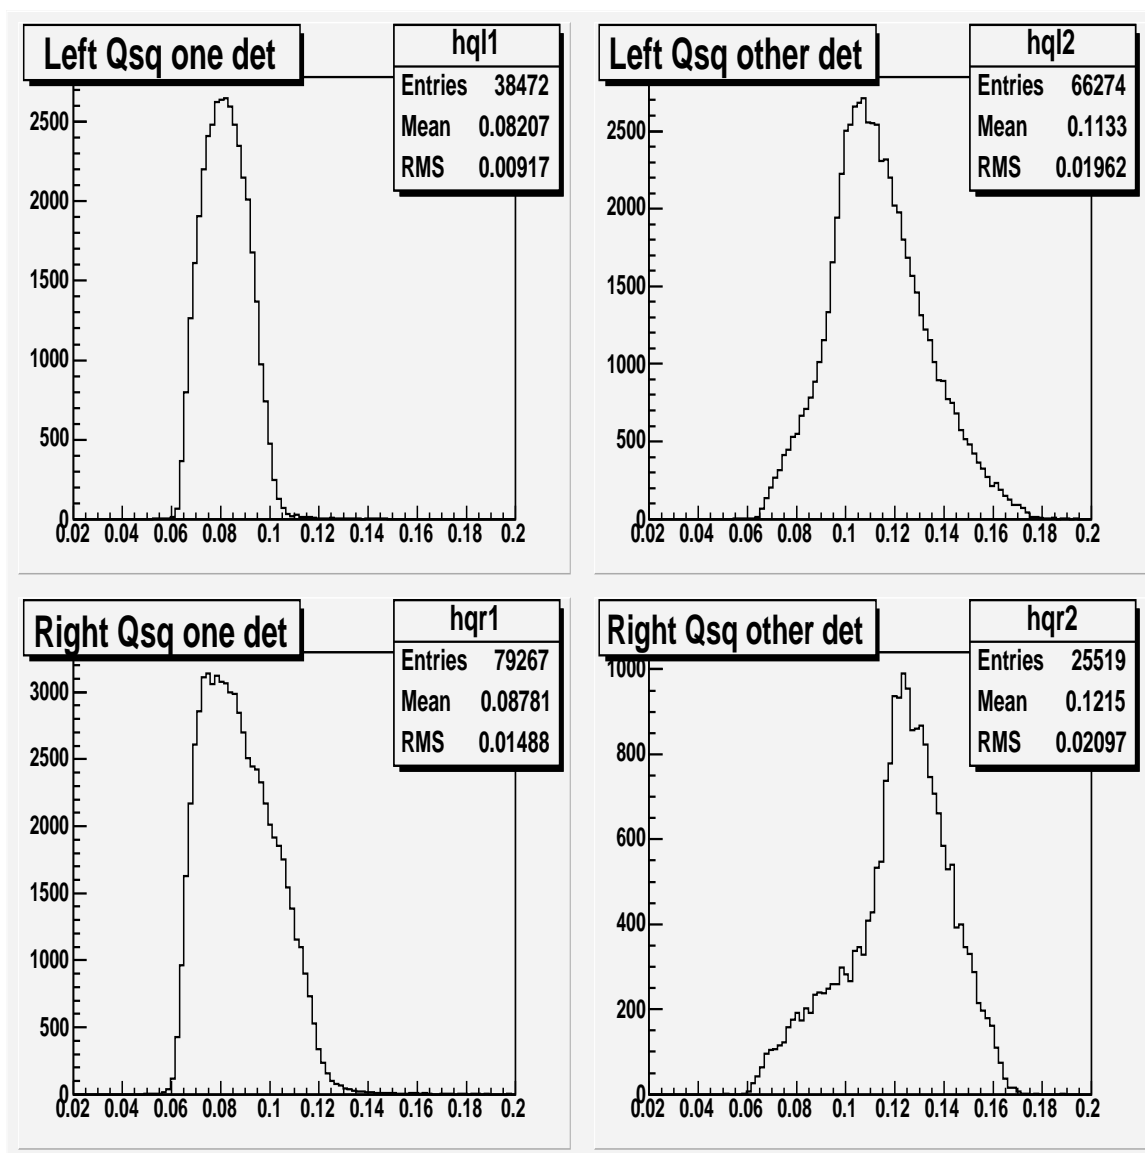 Left Qsq one det
hql1
Entries 38472
Mean 0.08207
RMS 0.00917
2500
2000
1500
1000
500
0
0.02 0.04 0.06 0.08 0.1 0.12 0.14 0.16 0.18 0.2
Left Qsq other det
hql2
Entries 66274
Mean 0.1133
RMS 0.01962
2500
2000
1500
1000
500
0
0.02 0.04 0.06 0.08 0.1 0.12 0.14 0.16 0.18 0.2
Right Qsq one det
hqr1
Entries 79267
Mean 0.08781
RMS 0.01488
3000
2500
2000
1500
1000
500
0
0.02 0.04 0.06 0.08 0.1 0.12 0.14 0.16 0.18 0.2
Right Qsq other det
hqr2
Entries 25519
Mean 0.1215
RMS 0.02097
1000
800
600
400
200
0
0.02 0.04 0.06 0.08 0.1 0.12 0.14 0.16 0.18 0.2